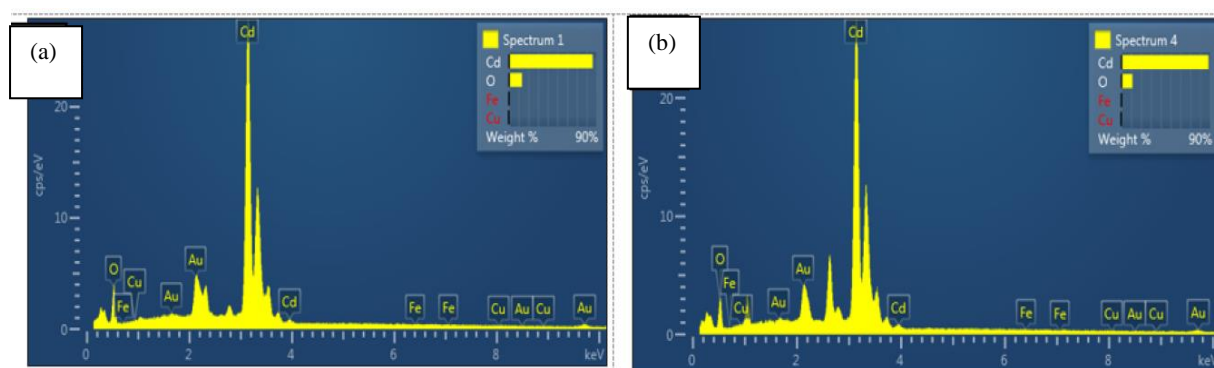 (a)
Spectrum 1
Cd
O
Fe
Cu
Weight % 90%
Cd
20
10
0
cps/eV
O
Fe
Cu
Au
Au
Cd
Fe
Fe
Cu
Au
Cu
Au
0 2 4 6 8 keV
(b)
Spectrum 4
Cd
O
Fe
Cu
Weight % 90%
Cd
20
10
0
cps/eV
O
Fe
Cu
Au
Au
Cd
Fe
Fe
Cu
Au
Cu
Au
0 2 4 6 8 keV